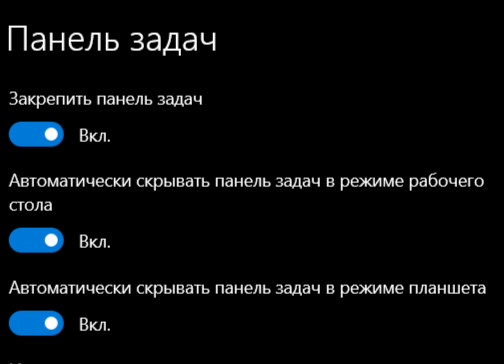 Панель задач
Закрепить панель задач
Вкл.
Автоматически скрывать панель задач в режиме рабочего
стола
Вкл.
Автоматически скрывать панель задач в режиме планшета
Вкл.